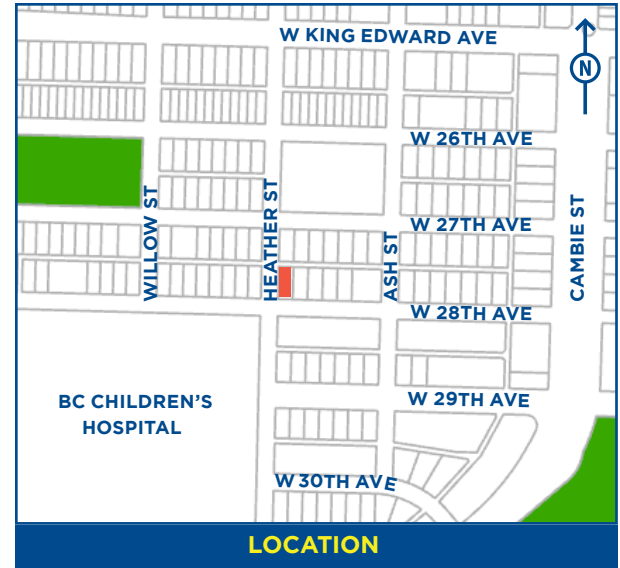 W KING EDWARD AVE
N
W 26TH AVE
W 27TH AVE
WILLOW ST
HEATHER ST
ASH ST
CAMBIE ST
W 28TH AVE
BC CHILDREN'S
HOSPITAL
W 29TH AVE
W 30TH AVE
LOCATION